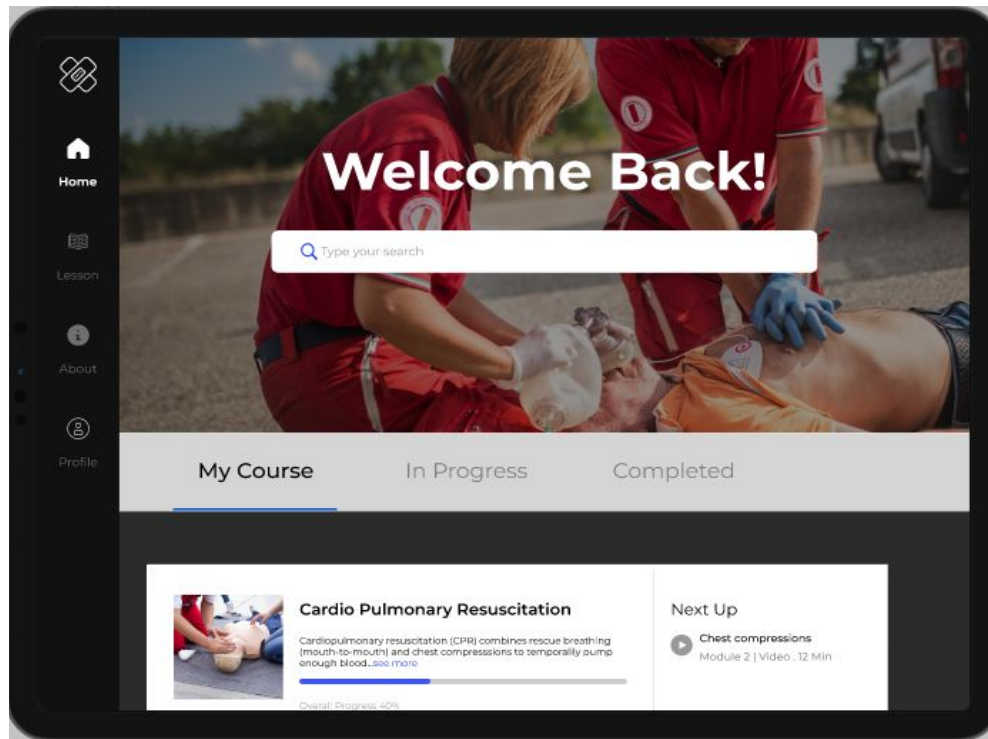 Welcome Back!
Type your search
Home
Lesson
About
Profile
My Course
In Progress
Completed
Cardio Pulmonary Resuscitation
Cardiopulmonary resuscitation (CPR) combines rescue breathing
(mouth-to-mouth) and chest compresssions to temporally pump
enough blood...see more
Overall Progress 40%
Next Up
Chest compressions
Module 2 | Video . 12 Min